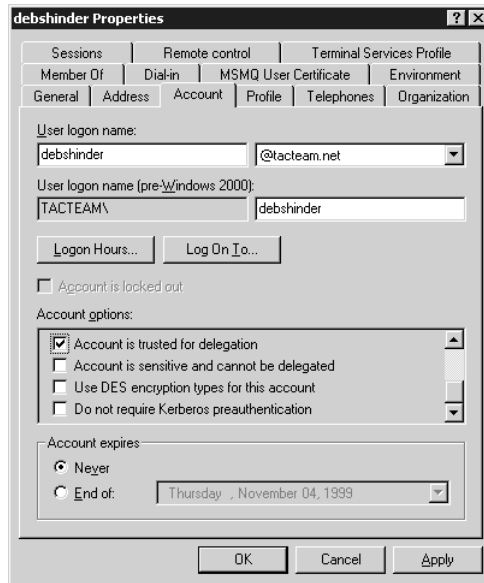 debshinder Properties
Sessions Remote control Terminal Services Profile
Member Of Dial-in MSMQ User Certificate Environment
General Address Account Profile Telephones Organization
User logon name:
debshinder @tacteam.net
User logon name (pre-Windows 2000):
TACTEAM\ debshinder
Logon Hours... Log On To...
Account is locked out
Account options:
Account is trusted for delegation
Account is sensitive and cannot be delegated
Use DES encryption types for this account
Do not require Kerberos preauthentication
Account expires
Never
End of: Thursday , November 04, 1999
OK Cancel Apply